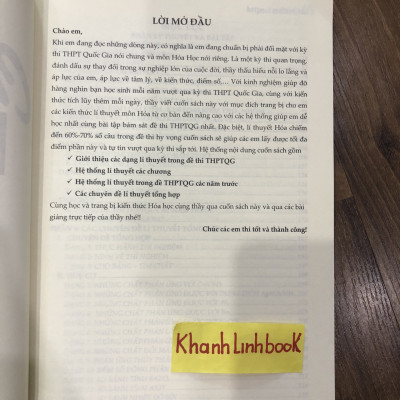 LỜI MỞ ĐẦU
Chào em,
Khi em đang đọc những dòng này, có nghĩa là em đang chuẩn bị phải đối mặt với kỳ
thi THPT Quốc Gia nói chung và môn Hóa Học nói riêng. Là một kỳ thi quan trọng,
đánh dấu sự thay đổi trong sự nghiệp lớn của cuộc đời, thầy thấu hiểu nỗi lo lắng và
áp lực của em, áp lực về tâm lý, về kiến thức, điểm số,... Với kinh nghiệm giúp đỡ
hàng nghìn bạn học sinh mỗi năm vượt qua kỳ thi THPT Quốc Gia, cùng với kiến
thức tích lũy thêm mỗi ngày, thầy viết cuốn sách này với mục đích trang bị cho em
các kiến thức lí thuyết môn Hóa từ cơ bản đến nâng cao với các hệ thống giúp em dễ
học nhất cùng bài tập bám sát đề thi THPTQG nhất. Đặc biệt, lí thuyết Hóa chiếm
đến 60%-70% số câu trong đề thi hy vọng cuốn sách sẽ giúp các em lấy được tối đa
điểm phần này và tự tin vượt qua kỳ thi sắp tới. Hệ thống nội dung cuốn sách gồm
✓ Giới thiệu các dạng lí thuyết trong đề thi THPTQG
✓ Hệ thống lí thuyết các chương
✓ Hệ thống lí thuyết trong đề THPTQG các năm trước
✓ Các chuyên đề lí thuyết tổng hợp
Cùng học và trang bị kiến thức Hóa học cùng thầy qua cuốn sách này và qua các bài
giảng trực tiếp của thầy nhé!!
Chúc các em thi tốt và thành công!
KhanhLinhbook